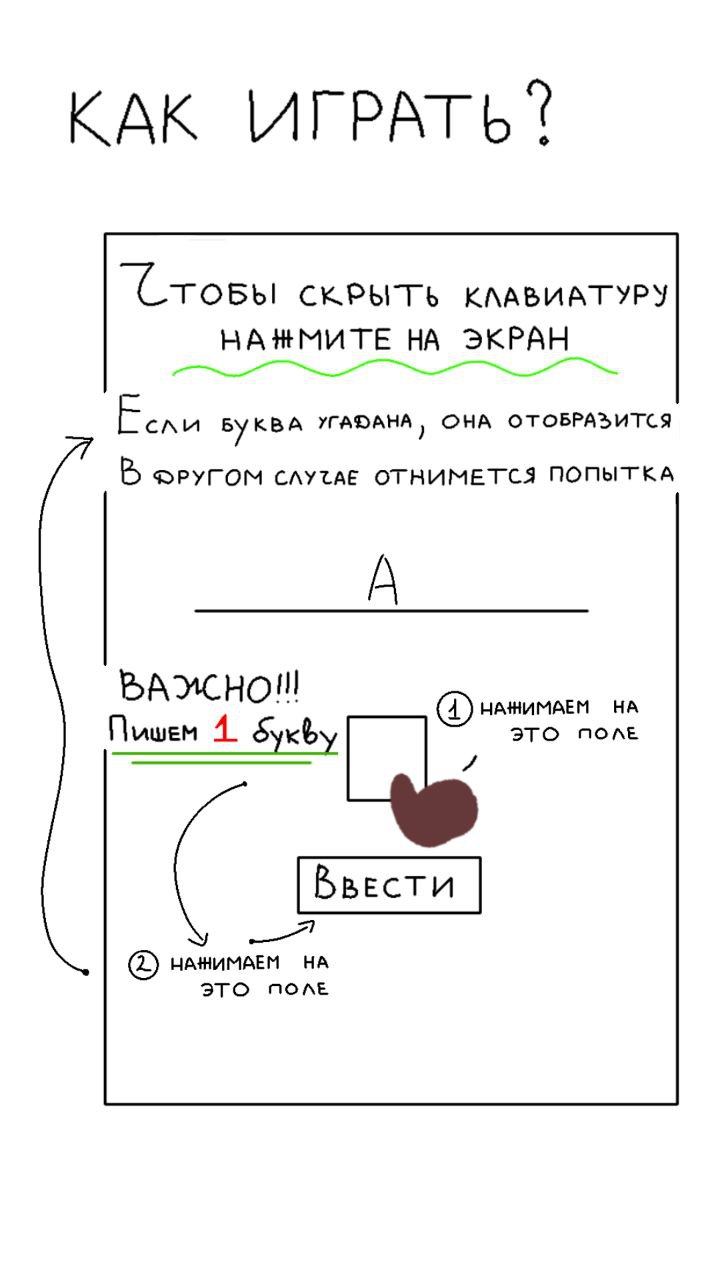 КАК ИГРАТЬ?
Чтобы скрыть клавиатуру
нажмите на экран
Если буква угадана, она отобразится
В другом случае отнимется попытка
А
ВАЖНО!!!
Пишем 1 букву
1 нажимаем на
это поле
Ввести
2 нажимаем на
это поле